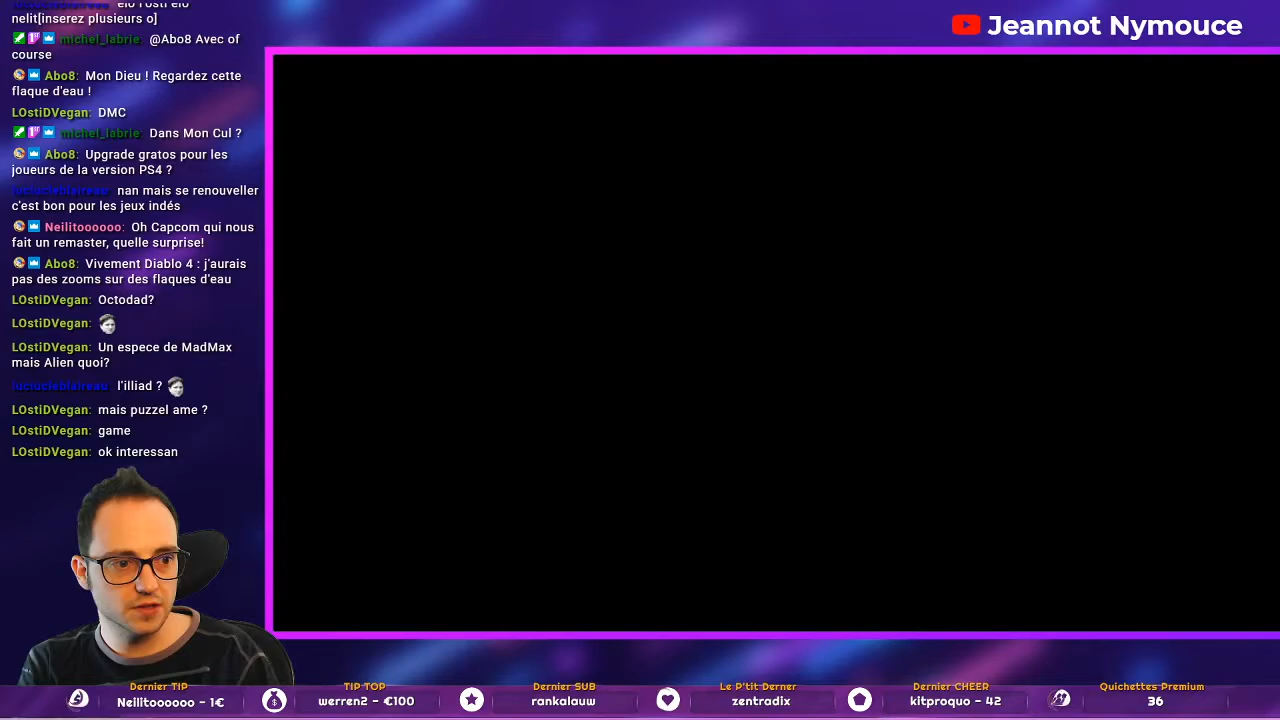 nelit[inserez plusieurs o]
michel_labrie: @Abo8 Avec of
course
Abo8: Mon Dieu ! Regardez cette
flaque d'eau !
LOstiDVegan: DMC
michel_labrie: Dans Mon Cul ?
Abo8: Upgrade gratos pour les
joueurs de la version PS4 ?
luciucleblaireau: nan mais se renouveller
c'est bon pour les jeux indés
Neilitoooooo: Oh Capcom qui nous
fait un remaster, quelle surprise!
Abo8: Vivement Diablo 4 : j'aurais
pas des zooms sur des flaques d'eau
LOstiDVegan: Octodad?
LOstiDVegan:
LOstiDVegan: Un espece de MadMax
mais Alien quoi?
luciucleblaireau: l'illiad ?
LOstiDVegan: mais puzzel ame ?
LOstiDVegan: game
LOstiDVegan: ok interessan
Jeannot Nymouce
Dernier TIP
Neilitoooooo - 1€
TIP TOP
werren2 - €100
Dernier SUB
rankalauw
Le P'tit Derner
zentradix
Dernier CHEER
kitproquo - 42
Quichettes Premium
36